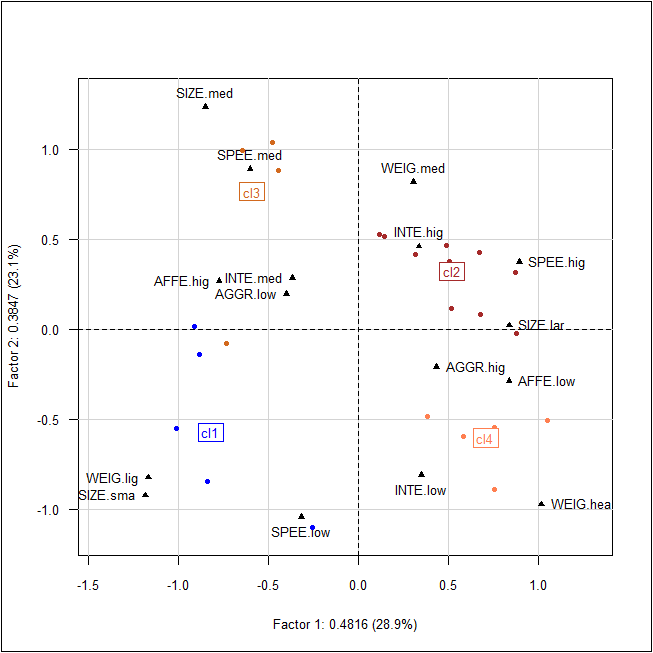 SIZE.med
SPEE.med
WEIG.med
cl3
INTE.hig
SPEE.hig
cl2
AFFE.hig
INTE.med
AGGR.low
SIZE.lar
AGGR.hig
AFFE.low
cl1
cl4
WEIG.lig
SIZE.sma
INTE.low
WEIG.hea
SPEE.low
1.0
0.5
0.0
-0.5
-1.0
Factor 2: 0.3847 (23.1%)
-1.5 -1.0 -0.5 0.0 0.5 1.0
Factor 1: 0.4816 (28.9%)